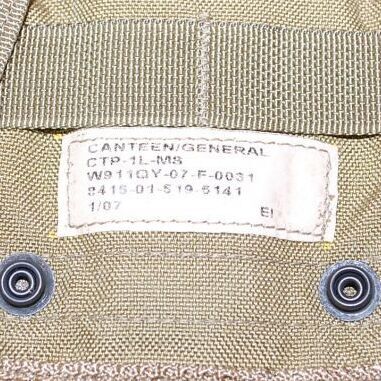 CANTEEN/GENERAL
CTP-1L-MS
W911QY-07-F-0031
8415-01-519-5141
1/07 EI